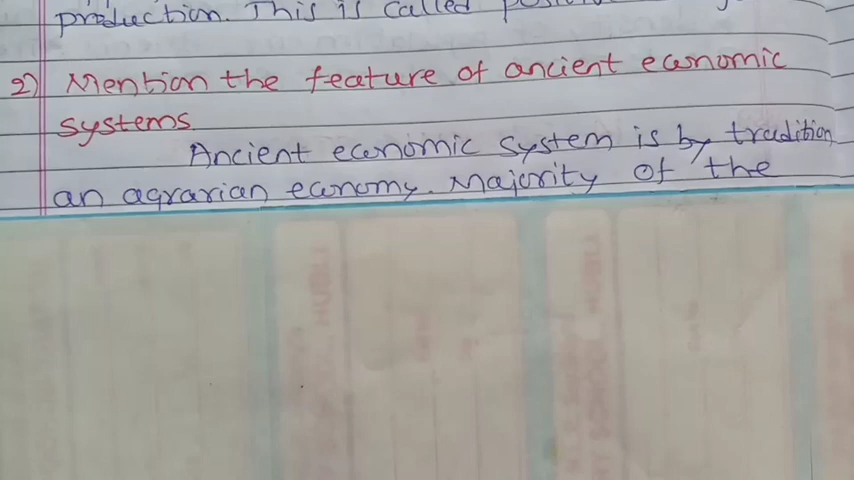 production. This is called
2) Mention the feature of ancient economic
systems
Ancient economic system is by tradition
an agrarian economy. Majority of the